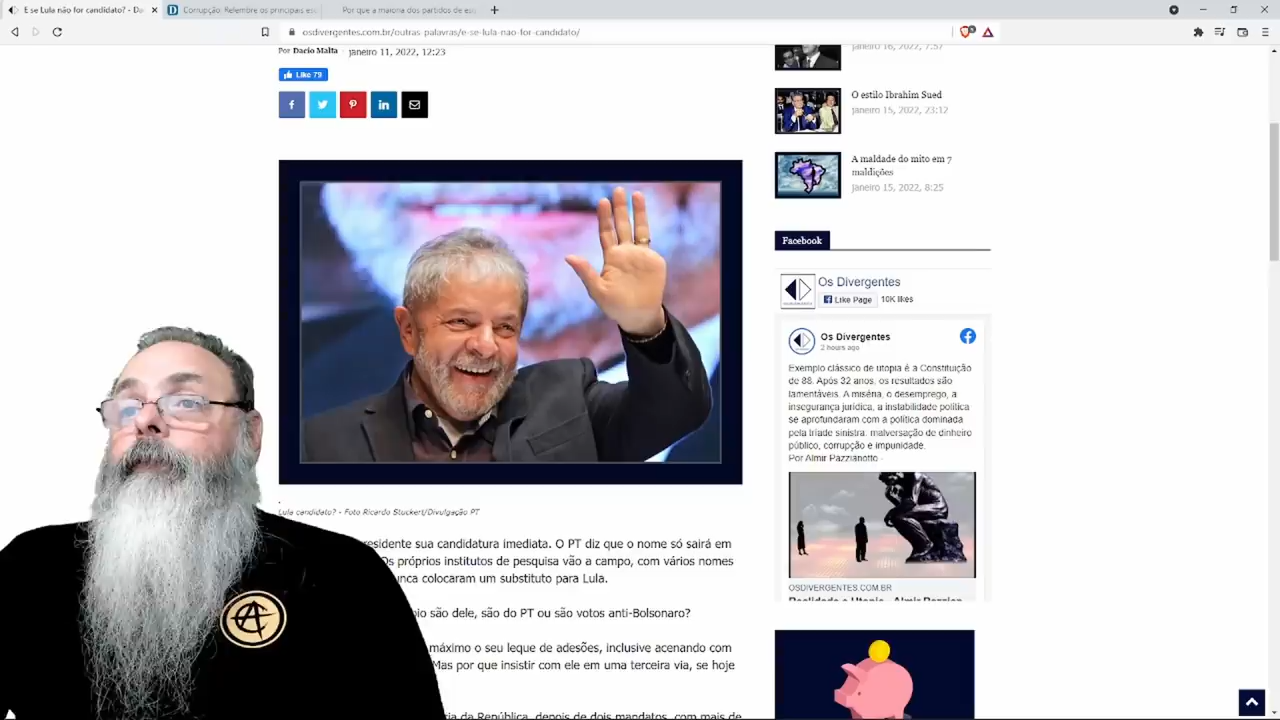 E se Lula não for candidato? - Da
Corrupção: Relembre os principais es
Por que a maioria dos partidos de es
osdivergentes.com.br/outras-palavras/e-se-lula-nao-for-candidato/
Por Dacio Malta
janeiro 11, 2022, 12:23
Like 79
Lula candidato? - Foto Ricardo Stuckert/Divulgação PT
residente sua candidatura imediata. O PT diz que o nome só sairá em
s próprios institutos de pesquisa vão a campo, com vários nomes
nca colocaram um substituto para Lula.
oio são dele, são do PT ou são votos anti-Bolsonaro?
máximo o seu leque de adesões, inclusive acenando com
Mas por que insistir com ele em uma terceira via, se hoje
ia da República, depois de dois mandatos, com mais de
janeiro 16, 2022, 7:57
O estilo Ibrahim Sued
janeiro 15, 2022, 23:12
A maldade do mito em 7
maldições
janeiro 15, 2022, 8:25
Facebook
Os Divergentes
Like Page
10K likes
Os Divergentes
2 hours ago
Exemplo clássico de utopia é a Constituição
de 88. Após 32 anos, os resultados são
lamentáveis. A miséria, o desemprego, a
insegurança jurídica, a instabilidade política
se aprofundaram com a política dominada
pela tríade sinistra: malversação de dinheiro
público, corrupção e impunidade.
Por Almir Pazzianotto -
OSDIVERGENTES.COM.BR
Realidade e Utopia - Almir Pazzian